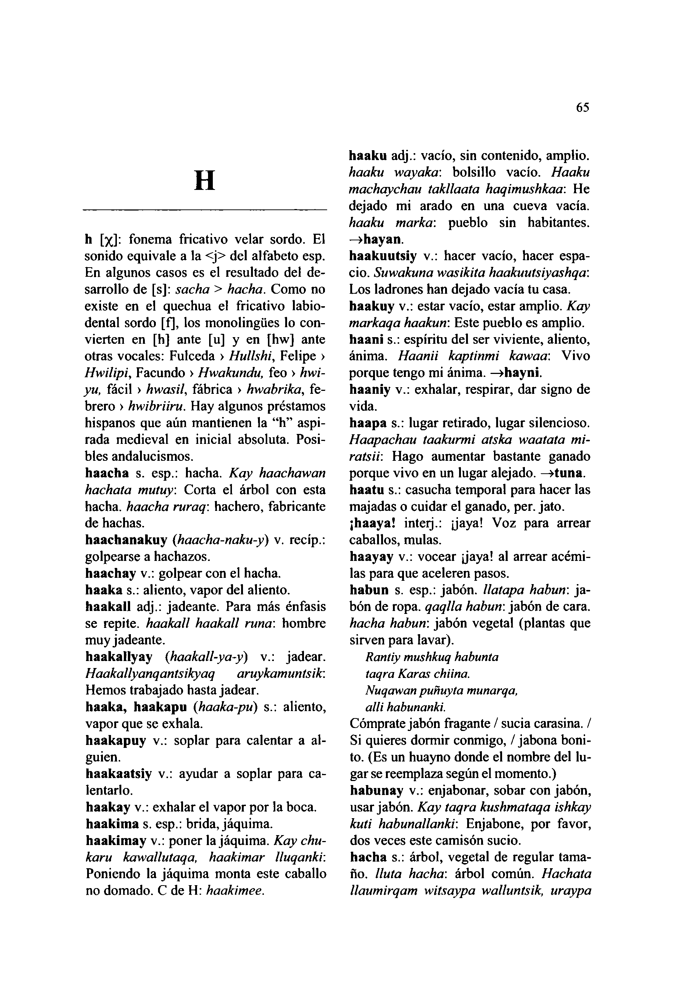 65
H
h [χ]: fonema fricativo velar sordo. El
sonido equivale a la <j> del alfabeto esp.
En algunos casos es el resultado del de-
sarrollo de [s]: sacha > hacha. Como no
existe en el quechua el fricativo labio-
dental sordo [f], los monolingües lo con-
vierten en [h] ante [u] y en [hw] ante
otras vocales: Fulceda › Hullshi, Felipe ›
Hwilipi, Facundo › Hwakundu, feo › hwi-
yu, fácil › hwasil, fábrica › hwabrika, fe-
brero › hwibriiru. Hay algunos préstamos
hispanos que aún mantienen la “h” aspi-
rada medieval en inicial absoluta. Posi-
bles andalucismos.
haacha s. esp.: hacha. Kay haachawan
hachata mutuy: Corta el árbol con esta
hacha. haacha ruraq: hachero, fabricante
de hachas.
haachanakuy (haacha-naku-y) v. recíp.:
golpearse a hachazos.
haachay v.: golpear con el hacha.
haaka s.: aliento, vapor del aliento.
haakall adj.: jadeante. Para más énfasis
se repite. haakall haakall runa: hombre
muy jadeante.
haakallyay (haakall-ya-y) v.: jadear.
Haakallyanqantsikyaq aruykamuntsik:
Hemos trabajado hasta jadear.
haaka, haakapu (haaka-pu) s.: aliento,
vapor que se exhala.
haakapuy v.: soplar para calentar a al-
guien.
haakaatsiy v.: ayudar a soplar para ca-
lentarlo.
haakay v.: exhalar el vapor por la boca.
haakima s. esp.: brida, jáquima.
haakimay v.: poner la jáquima. Kay chu-
karu kawallutaqa, haakimar lluqanki:
Poniendo la jáquima monta este caballo
no domado. C de H: haakimee.
haaku adj.: vacío, sin contenido, amplio.
haaku wayaka: bolsillo vacío. Haaku
machaychau takllaata haqimushkaa: He
dejado mi arado en una cueva vacía.
haaku marka: pueblo sin habitantes.
→hayan.
haakuutsiy v.: hacer vacío, hacer espa-
cio. Suwakuna wasikita haakuutsiyashqa:
Los ladrones han dejado vacía tu casa.
haakuy v.: estar vacío, estar amplio. Kay
markaqa haakun: Este pueblo es amplio.
haani s.: espíritu del ser viviente, aliento,
ánima. Haanii kaptinmi kawaa: Vivo
porque tengo mi ánima. →hayni.
haaniy v.: exhalar, respirar, dar signo de
vida.
haapa s.: lugar retirado, lugar silencioso.
Haapachau taakurmi atska waatata mi-
ratsii: Hago aumentar bastante ganado
porque vivo en un lugar alejado. →tuna.
haatu s.: casucha temporal para hacer las
majadas o cuidar el ganado, per. jato.
¡haaya! interj.: ¡jaya! Voz para arrear
caballos, mulas.
haayay v.: vocear ¡jaya! al arrear acémi-
las para que aceleren pasos.
habun s. esp.: jabón. llatapa habun: ja-
bón de ropa. qaqlla habun: jabón de cara.
hacha habun: jabón vegetal (plantas que
sirven para lavar).
Rantiy mushkuq habunta
taqra Karas chiina.
Nuqawan puñuyta munarqa,
alli habunanki.
Cómprate jabón fragante / sucia carasina. /
Si quieres dormir conmigo, / jabona boni-
to. (Es un huayno donde el nombre del lu-
gar se reemplaza según el momento.)
habunay v.: enjabonar, sobar con jabón,
usar jabón. Kay taqra kushmataqa ishkay
kuti habunallanki: Enjabone, por favor,
dos veces este camisón sucio.
hacha s.: árbol, vegetal de regular tama-
ño. lluta hacha: árbol común. Hachata
llaumirqam witsaypa walluntsik, uraypa